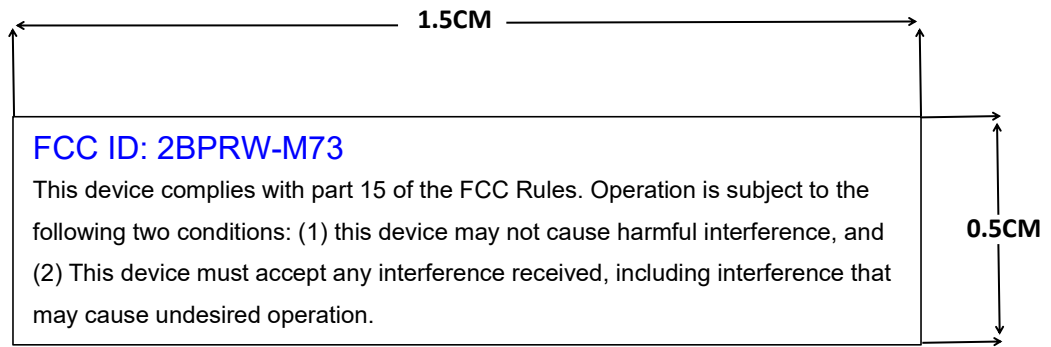 1.5CM
FCC ID: 2BPRW-M73
This device complies with part 15 of the FCC Rules. Operation is subject to the
following two conditions: (1) this device may not cause harmful interference, and
(2) This device must accept any interference received, including interference that
may cause undesired operation.
0.5CM